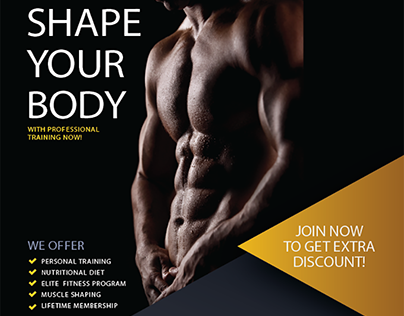 SHAPE
YOUR
BODY
WITH PROFESSIONAL
TRAINING NOW!
WE OFFER
PERSONAL TRAINING
NUTRITIONAL DIET
ELITE FITNESS PROGRAM
MUSCLE SHAPING
LIFETIME MEMBERSHIP
JOIN NOW
TO GET EXTRA
DISCOUNT!